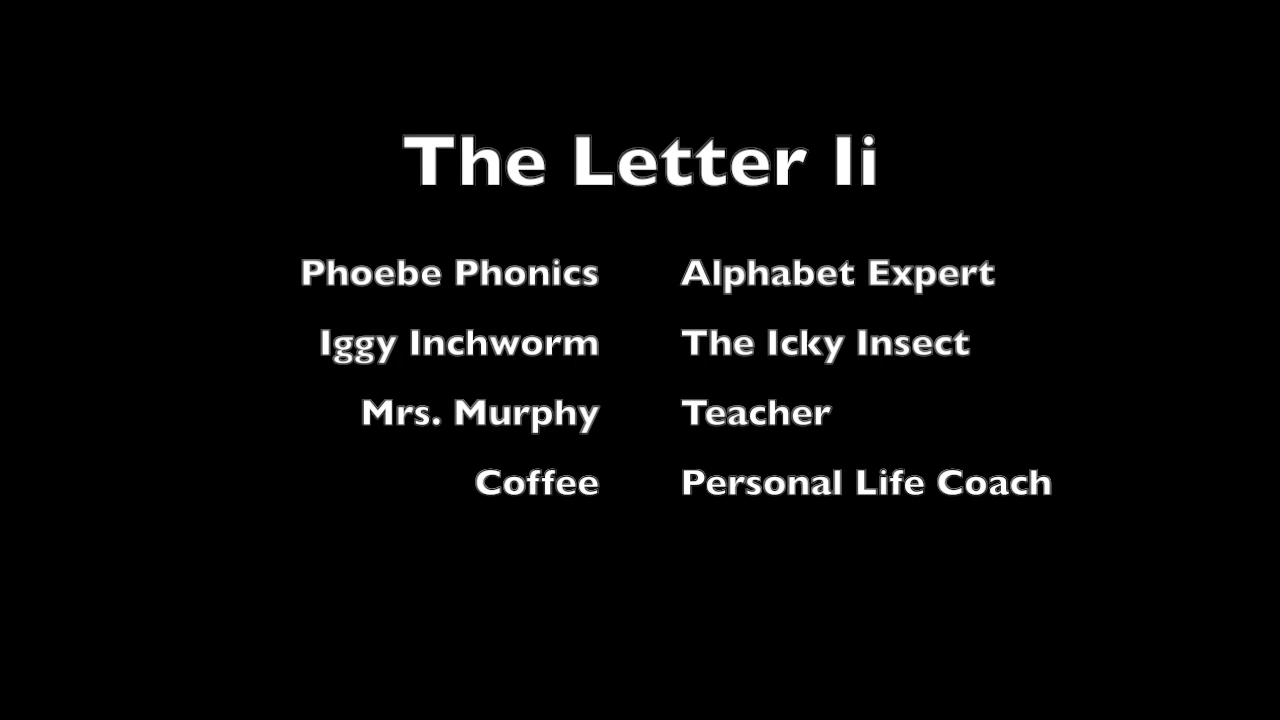 The Letter Ii
Phoebe Phonics Alphabet Expert
Iggy Inchworm The Icky Insect
Mrs. Murphy Teacher
Coffee Personal Life Coach